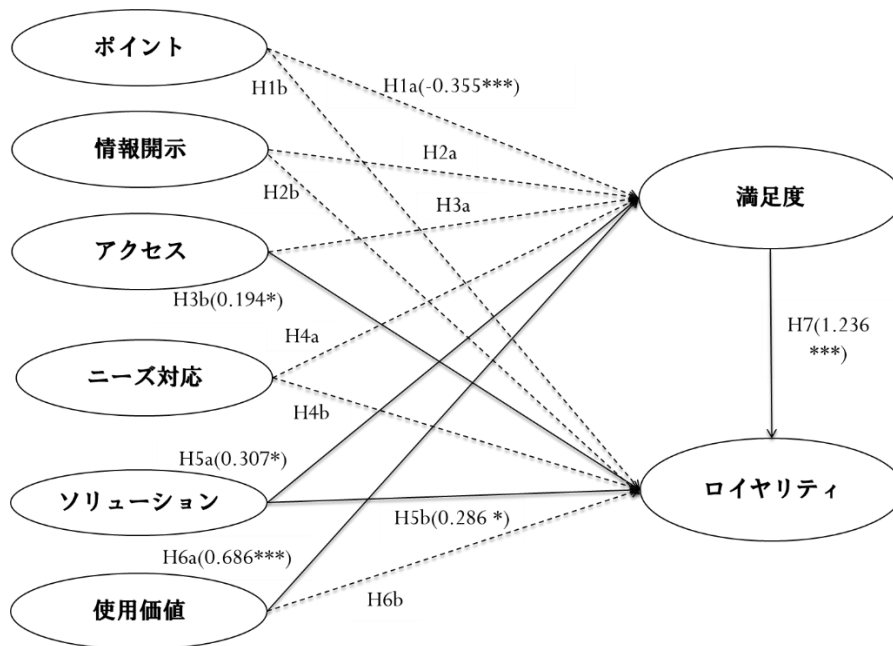 ポイント
H1b
H1a(-0.355***)
情報開示
H2a
H2b
満足度
H3a
アクセス
H3b(0.194*)
H7(1.236
***)
H4a
ニーズ対応
H4b
H5a(0.307*)
ソリューション
ロイヤリティ
H5b(0.286 *)
H6a(0.686***)
H6b
使用価値